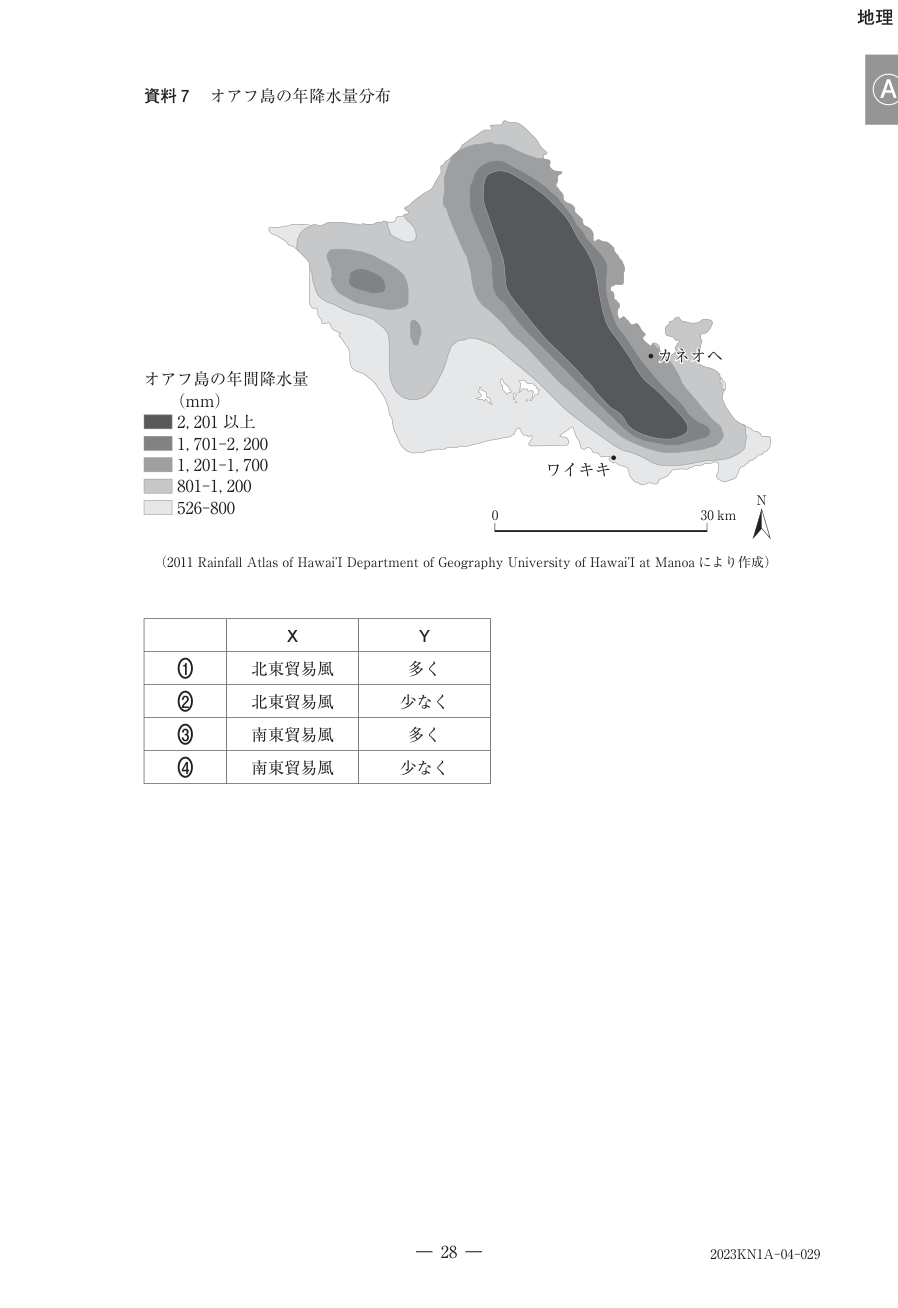 地理
Ⓐ
資料7 オアフ島の年降水量分布
カネオヘ
オアフ島の年間降水量
（mm）
2,201 以上
1,701-2,200
1,201-1,700
801-1,200
526-800
ワイキキ
0 30 km
N
（2011 Rainfall Atlas of Hawai'I Department of Geography University of Hawai'I at Manoa により作成）
X Y
① 北東貿易風 多く
② 北東貿易風 少なく
③ 南東貿易風 多く
④ 南東貿易風 少なく
— 28 —
2023KN1A-04-029